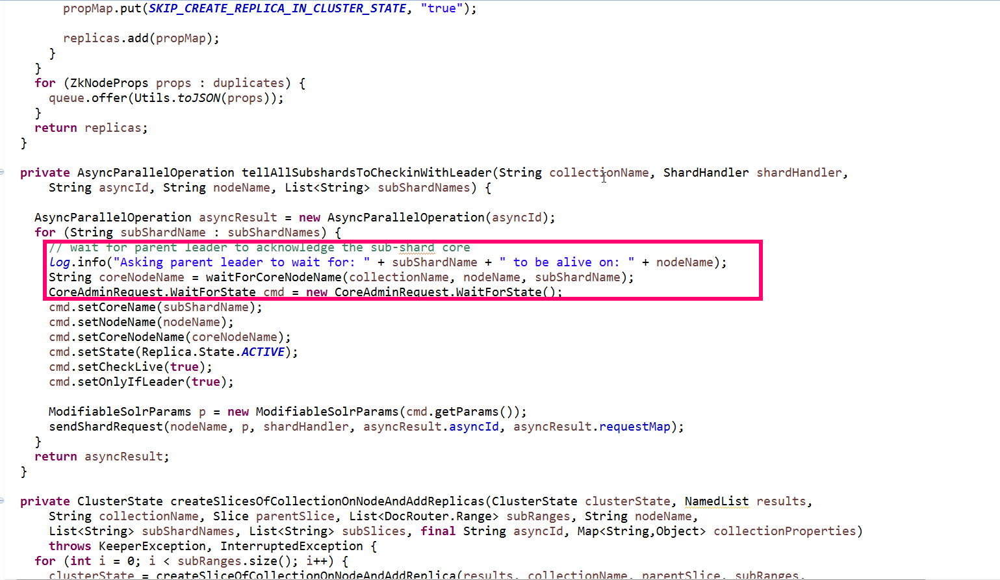 propMap.put(SKIP_CREATE_REPLICA_IN_CLUSTER_STATE, "true");
replicas.add(propMap);
}
}
for (ZkNodeProps props : duplicates) {
queue.offer(Utils.toJSON(props));
}
return replicas;
}
private AsyncParallelOperation tellAllSubshardsToCheckinWithLeader(String collectionName, ShardHandler shardHandler,
String asyncId, String nodeName, List<String> subShardNames) {
AsyncParallelOperation asyncResult = new AsyncParallelOperation(asyncId);
for (String subShardName : subShardNames) {
// wait for parent leader to acknowledge the sub-shard core
log.info("Asking parent leader to wait for: " + subShardName + " to be alive on: " + nodeName);
String coreNodeName = waitForCoreNodeName(collectionName, nodeName, subShardName);
CoreAdminRequest.WaitForState cmd = new CoreAdminRequest.WaitForState();
cmd.setCoreName(subShardName);
cmd.setNodeName(nodeName);
cmd.setCoreNodeName(coreNodeName);
cmd.setState(Replica.State.ACTIVE);
cmd.setCheckLive(true);
cmd.setOnlyIfLeader(true);
ModifiableSolrParams p = new ModifiableSolrParams(cmd.getParams());
sendShardRequest(nodeName, p, shardHandler, asyncResult.asyncId, asyncResult.requestMap);
}
return asyncResult;
}
private ClusterState createSlicesOfCollectionOnNodeAndAddReplicas(ClusterState clusterState, NamedList results,
String collectionName, Slice parentSlice, List<DocRouter.Range> subRanges, String nodeName,
List<String> subShardNames, List<String> subSlices, final String asyncId, Map<String,Object> collectionProperties)
throws KeeperException, InterruptedException {
for (int i = 0; i < subRanges.size(); i++) {
clusterState = createSliceOfCollectionOnNodeAndAddReplica(results, collectionName, parentSlice, subRanges,